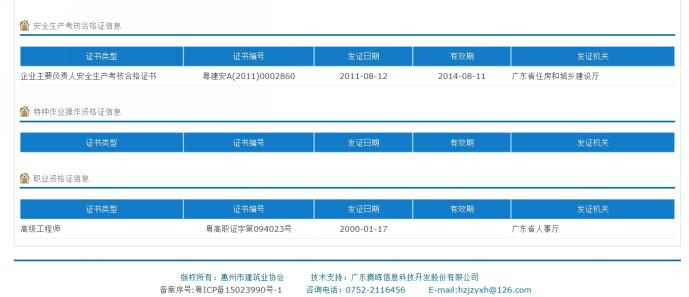 安全生产考核合格证信息
证书类型 证书编号 发证日期 有效期 发证机关
企业主要负责人安全生产考核合格证书 粤建安A(2011)0002860 2011-08-12 2014-08-11 广东省住房和城乡建设厅
特种作业操作资格证信息
证书类型 证书编号 发证日期 有效期 发证机关
职业资格证信息
证书类型 证书编号 发证日期 有效期 发证机关
高级工程师 粤高职证字第094023号 2000-01-17 广东省人事厅
版权所有：惠州市建筑业协会 技术支持：广东腾晖信息科技开发股份有限公司
备案序号:粤ICP备15023990号-1 咨询电话：0752-2116456 E-mail:hzjzyxh@126.com